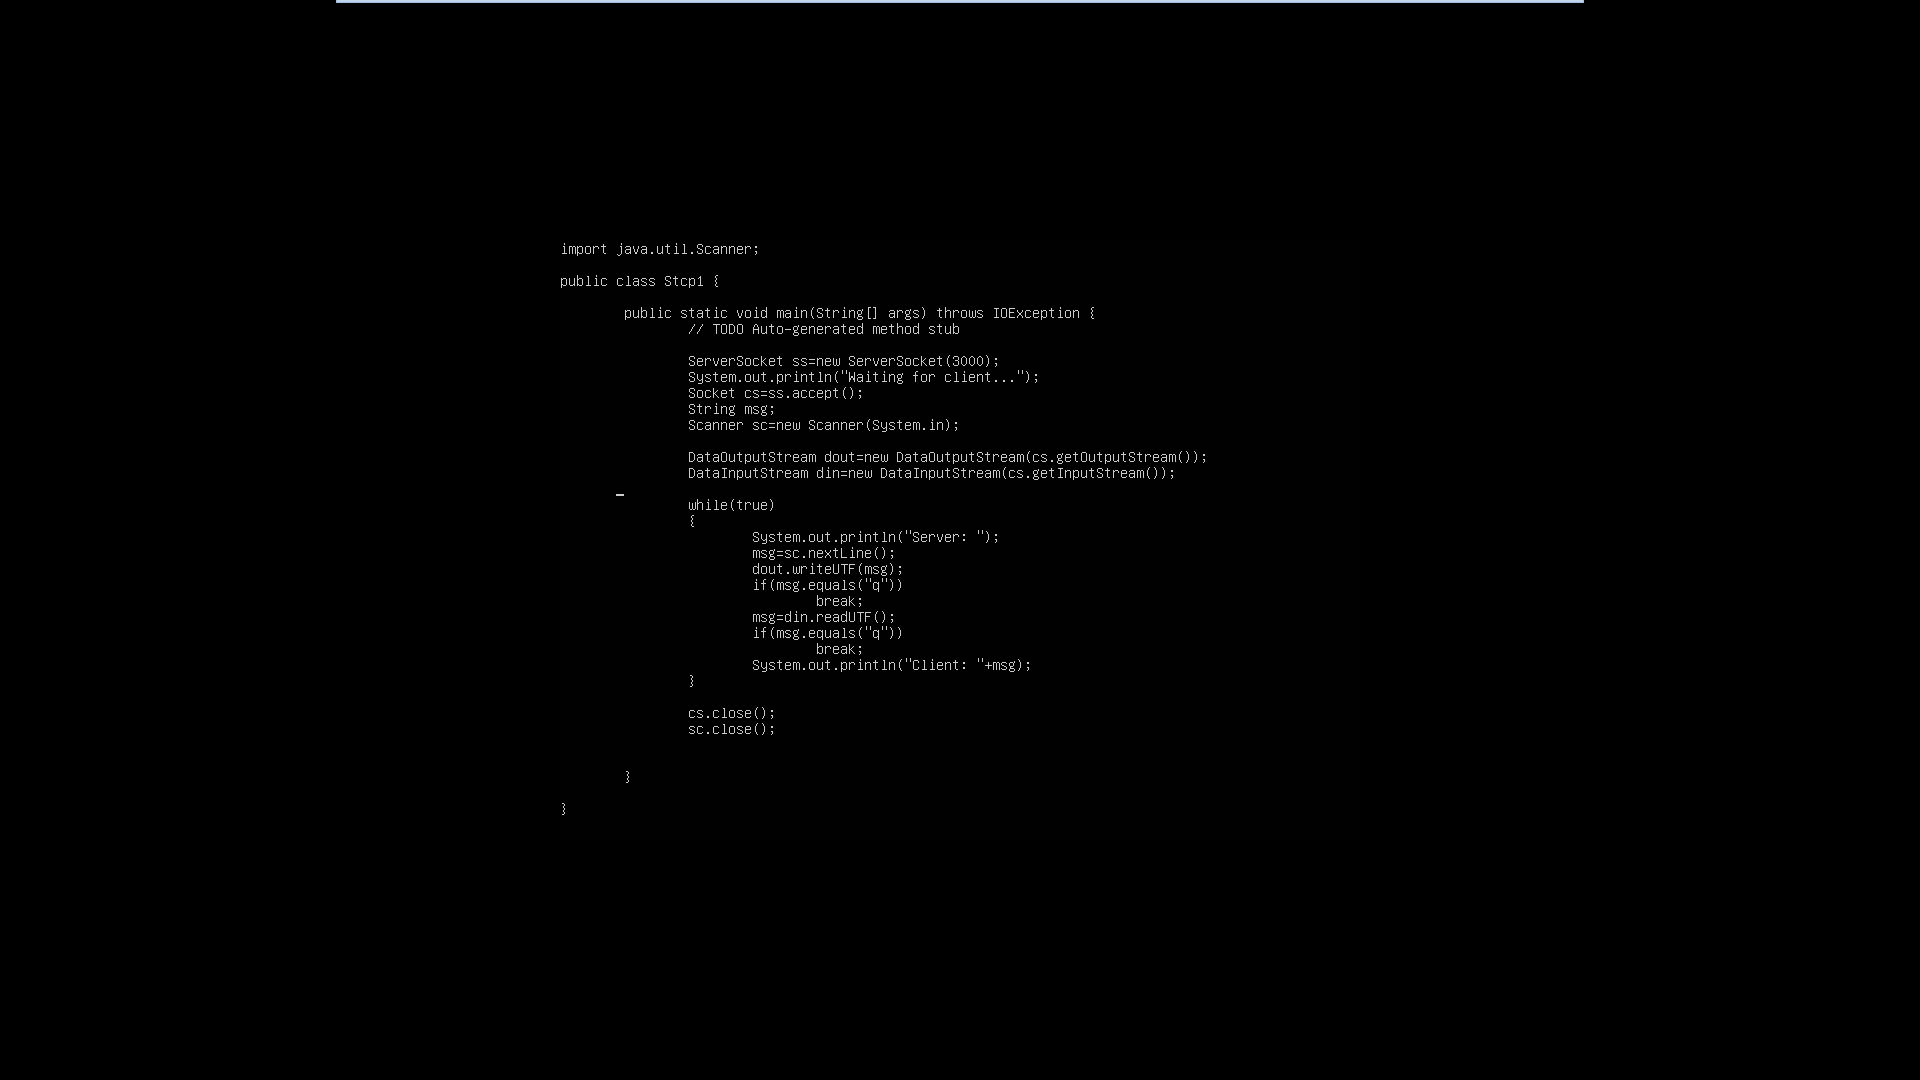 import java.util.Scanner;
public class Stcp1 {
public static void main(String[] args) throws IOException {
// TODO Auto-generated method stub
ServerSocket ss=new ServerSocket(3000);
System.out.println("Waiting for client...");
Socket cs=ss.accept();
String msg;
Scanner sc=new Scanner(System.in);
DataOutputStream dout=new DataOutputStream(cs.getOutputStream());
DataInputStream din=new DataInputStream(cs.getInputStream());
while(true)
{
System.out.println("Server: ");
msg=sc.nextLine();
dout.writeUTF(msg);
if(msg.equals("q"))
break;
msg=din.readUTF();
if(msg.equals("q"))
break;
System.out.println("Client: "+msg);
}
cs.close();
sc.close();
}
}